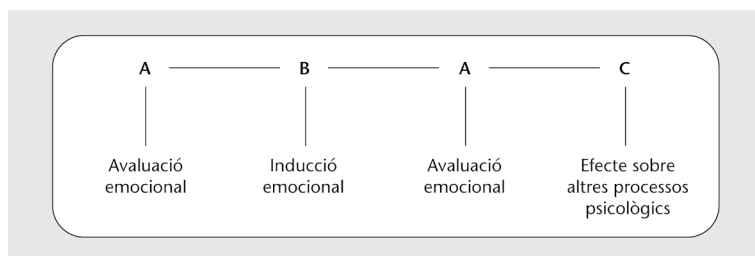 A B A C
Avaluació Inducció Avaluació Efecte sobre
emocional emocional emocional altres processos
psicològics